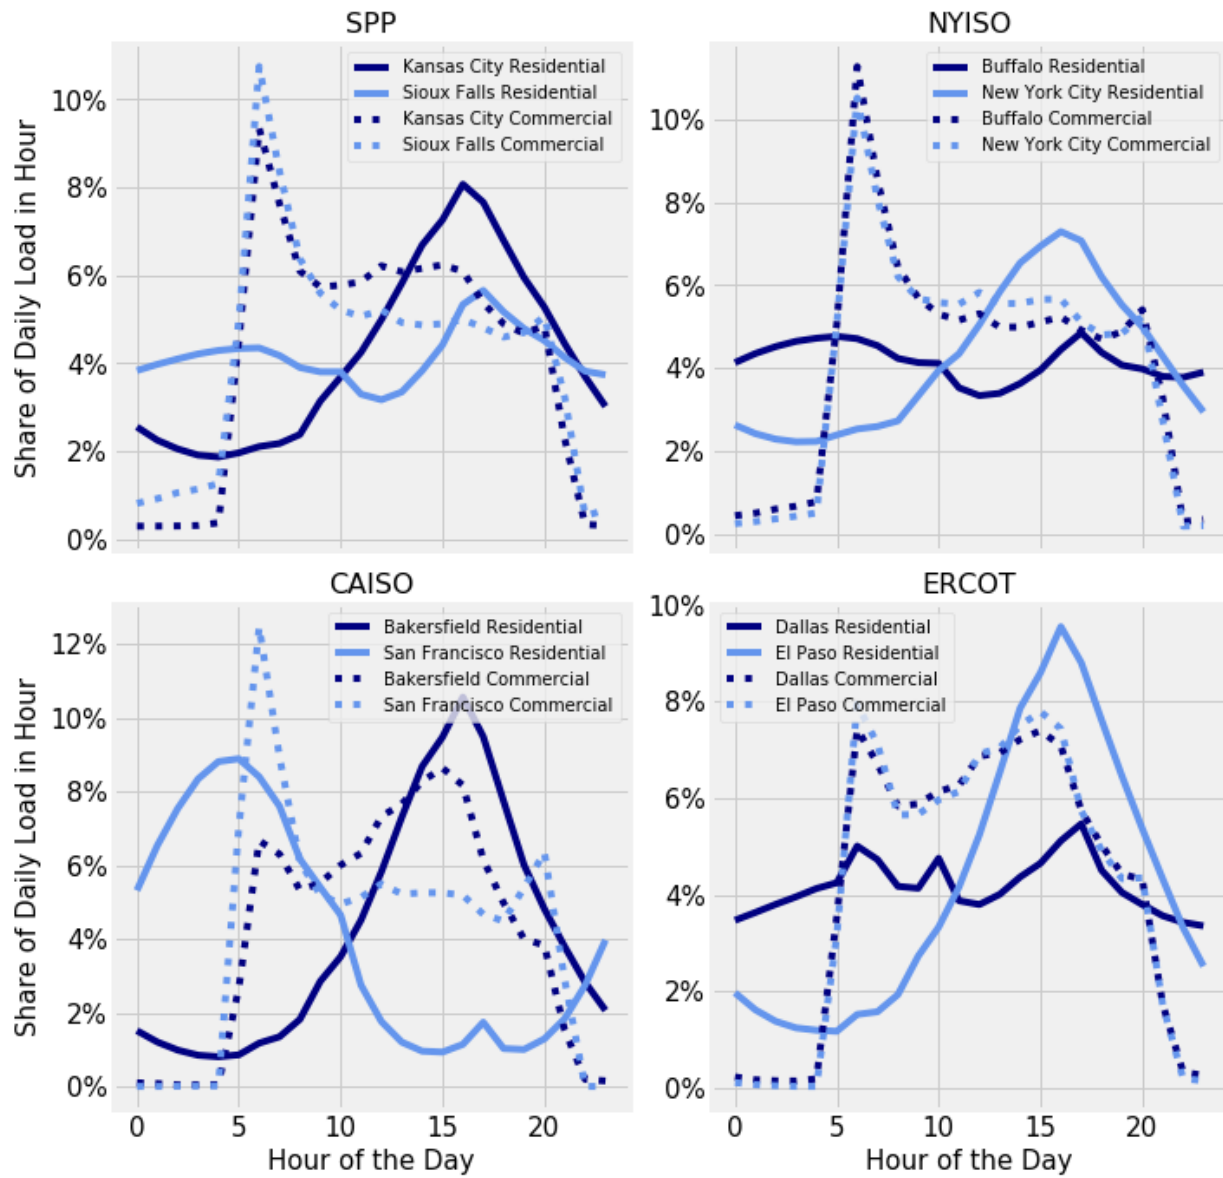 SPP
NYISO
Share of Daily Load in Hour
10%
8%
6%
4%
2%
0%
Kansas City Residential
Sioux Falls Residential
Kansas City Commercial
Sioux Falls Commercial
10%
8%
6%
4%
2%
0%
Buffalo Residential
New York City Residential
Buffalo Commercial
New York City Commercial
CAISO
ERCOT
Share of Daily Load in Hour
12%
10%
8%
6%
4%
2%
0%
Bakersfield Residential
San Francisco Residential
Bakersfield Commercial
San Francisco Commercial
0 5 10 15 20
Hour of the Day
10%
8%
6%
4%
2%
0%
Dallas Residential
El Paso Residential
Dallas Commercial
El Paso Commercial
0 5 10 15 20
Hour of the Day